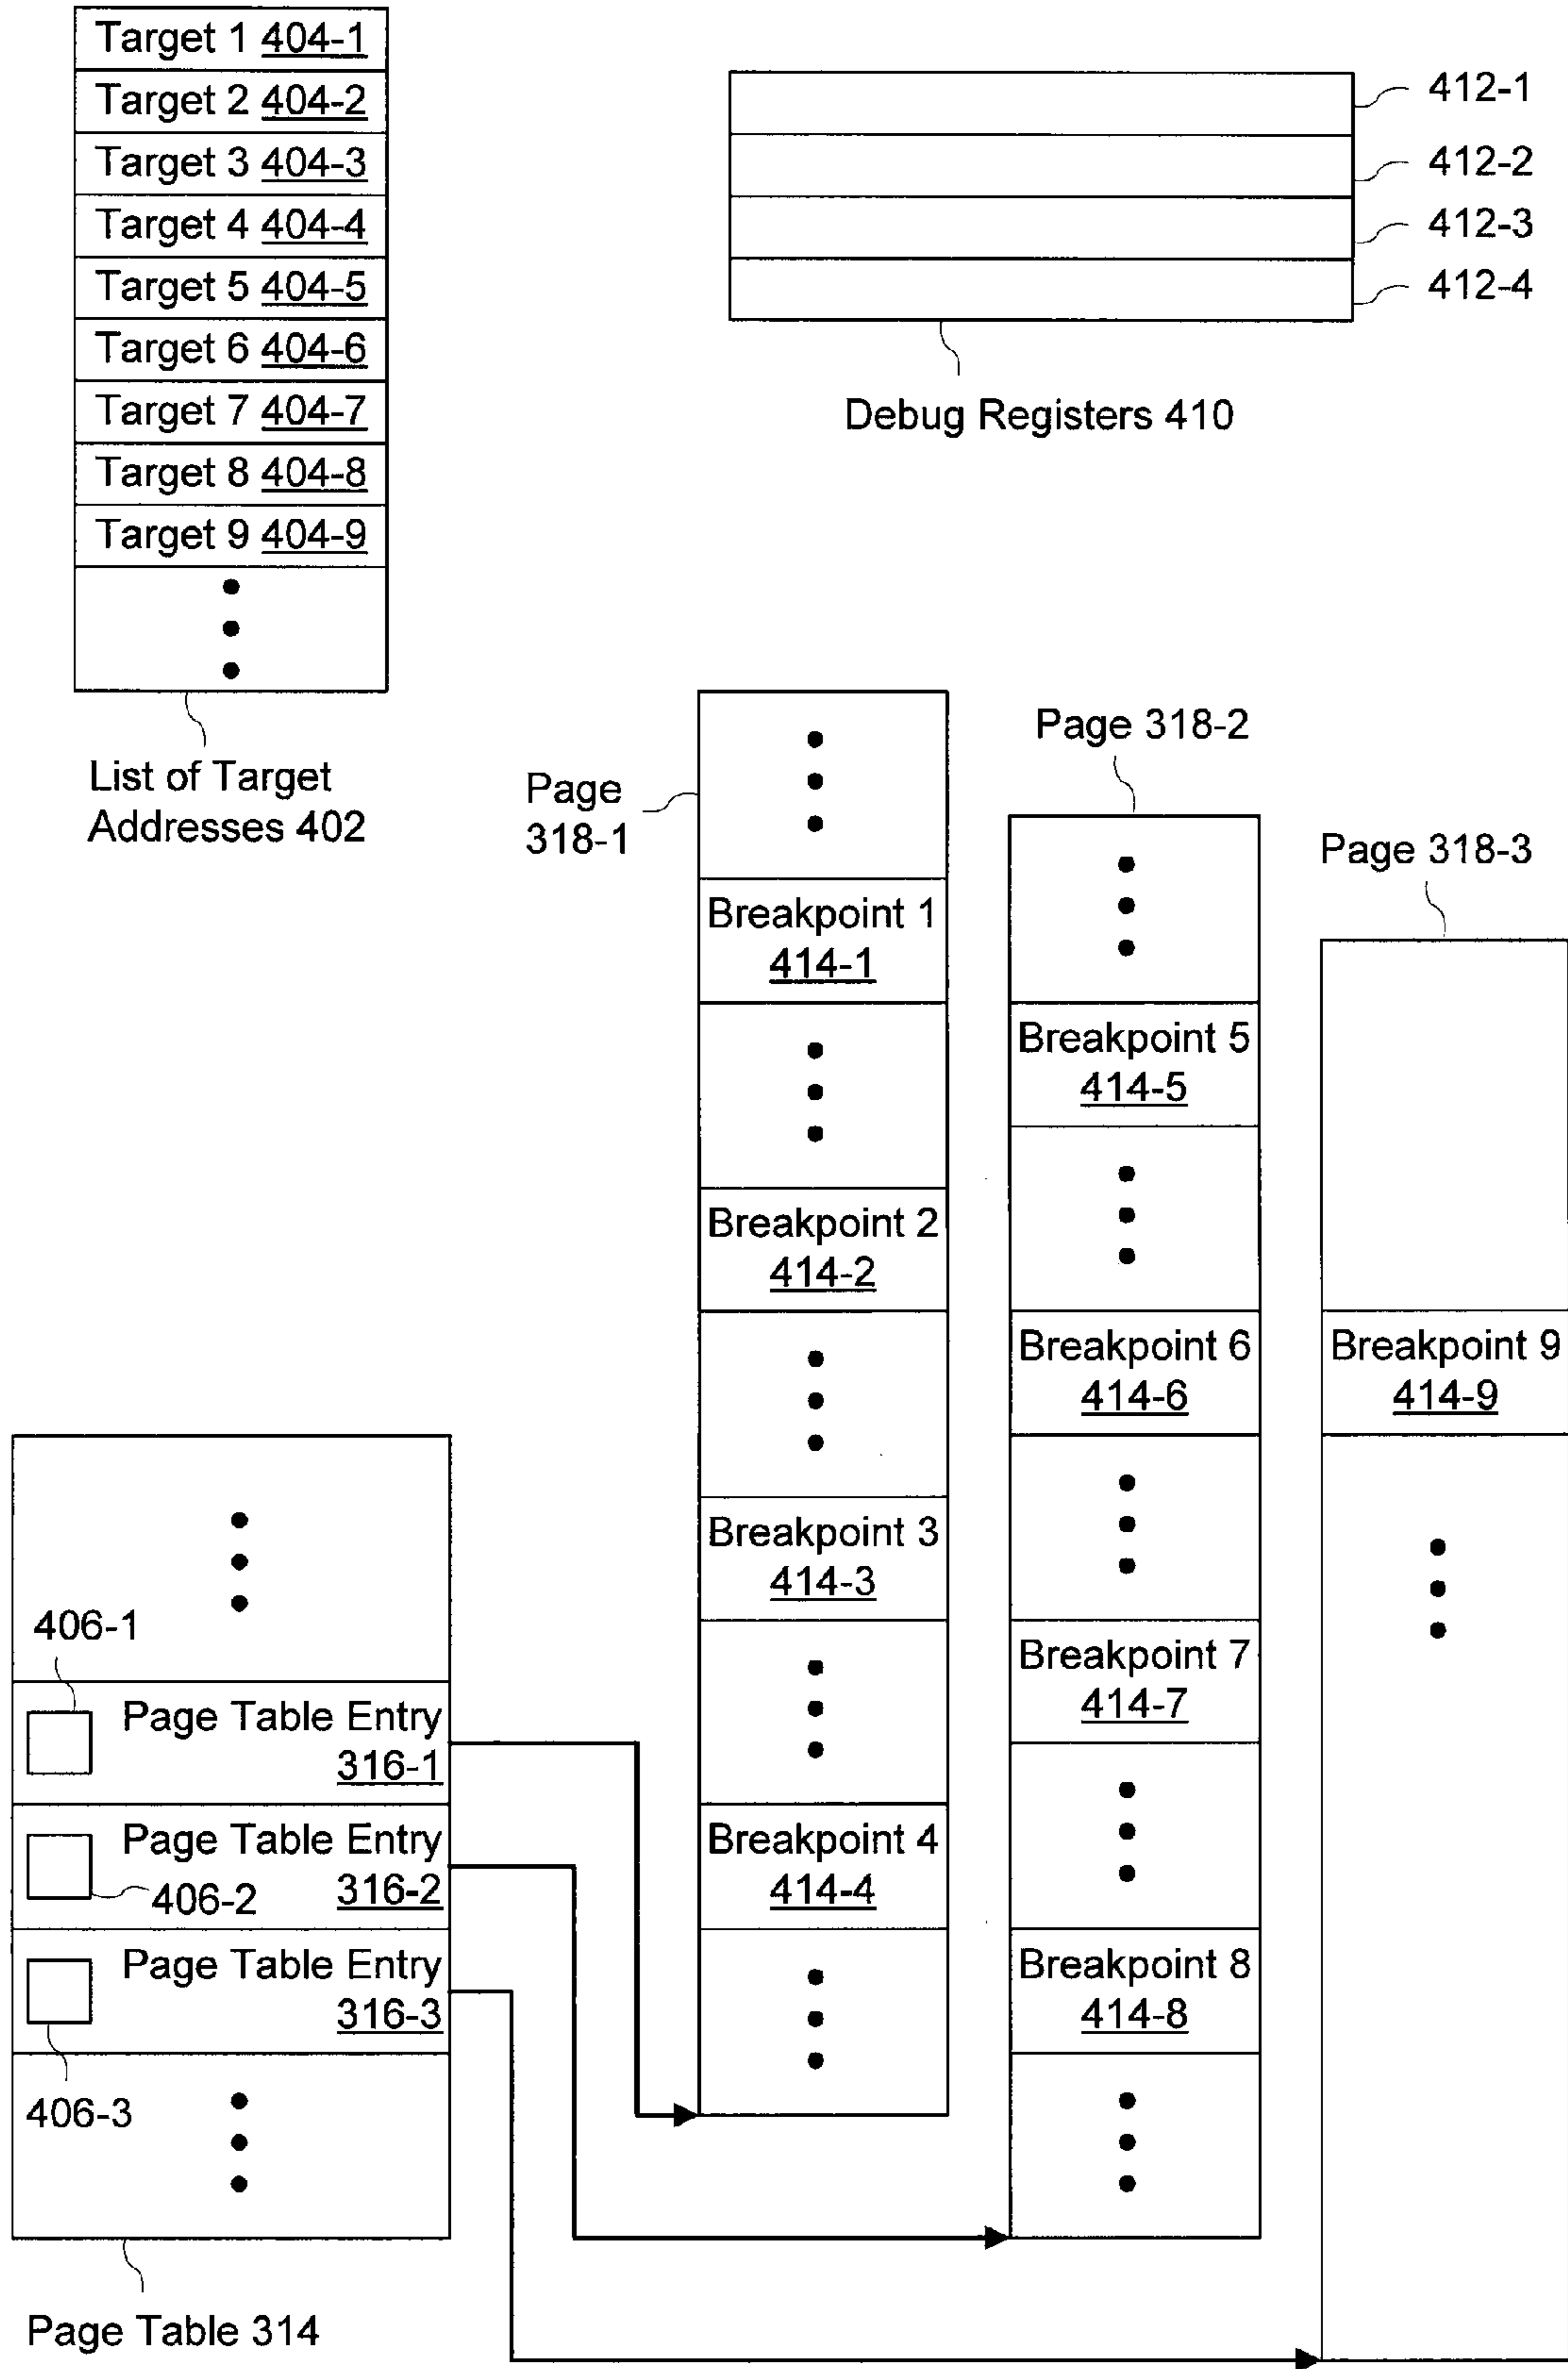 Target 1 404-1
Target 2 404-2
Target 3 404-3
Target 4 404-4
Target 5 404-5
Target 6 404-6
Target 7 404-7
Target 8 404-8
Target 9 404-9
List of Target
Addresses 402
412-1
412-2
412-3
412-4
Debug Registers 410
Page
318-1
Breakpoint 1
414-1
Breakpoint 2
414-2
Breakpoint 3
414-3
Breakpoint 4
414-4
Page 318-2
Breakpoint 5
414-5
Breakpoint 6
414-6
Breakpoint 7
414-7
Breakpoint 8
414-8
Page 318-3
Breakpoint 9
414-9
406-1
Page Table Entry
316-1
Page Table Entry
406-2 316-2
Page Table Entry
316-3
406-3
Page Table 314